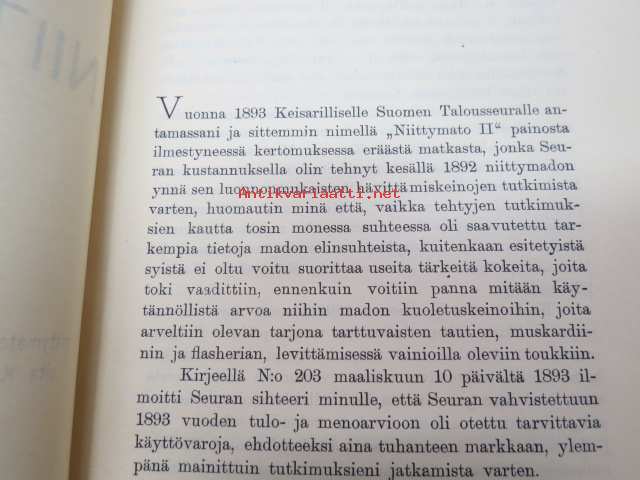 NII
Vuonna 1893 Keisarilliselle Suomen Talousseuralle an-
tamassani ja sittemmin nimellä „Niittymato II“ painosta
ilmestyneessä kertomuksessa eräästä matkasta, jonka Seu-
ran kustannuksella olin tehnyt kesällä 1892 niittymadon
ynnä sen luonnonmukaisten hävittämiskeinojen tutkimista
Antikvariaatti.net
varten, huomautin minä että, vaikka tehtyjen tutkimuk-
sien kautta tosin monessa suhteessa oli saavutettu tar-
kempia tietoja madon elinsuhteista, kuitenkaan esitetyistä
syistä ei oltu voitu suorittaa useita tärkeitä kokeita, joita
toki vaadittiin, ennenkuin voitiin panna mitään käy-
tännöllistä arvoa niihin madon kuoletuskeinoihin, joita
arveltiin olevan tarjona tarttuvaisten tautien, muskardii-
nin ja flasherian, levittämisessä vainioilla oleviin toukkiin.
Kirjeellä N:o 203 maaliskuun 10 päivältä 1893 il-
moitti Seuran sihteeri minulle, että Seuran vahvistettuun
1893 vuoden tulo- ja menoarvioon oli otettu tarvittavia
käyttövaroja, ehdotteeksi aina tuhanteen markkaan, ylem-
pänä mainittuin tutkimuksieni jatkamista varten.